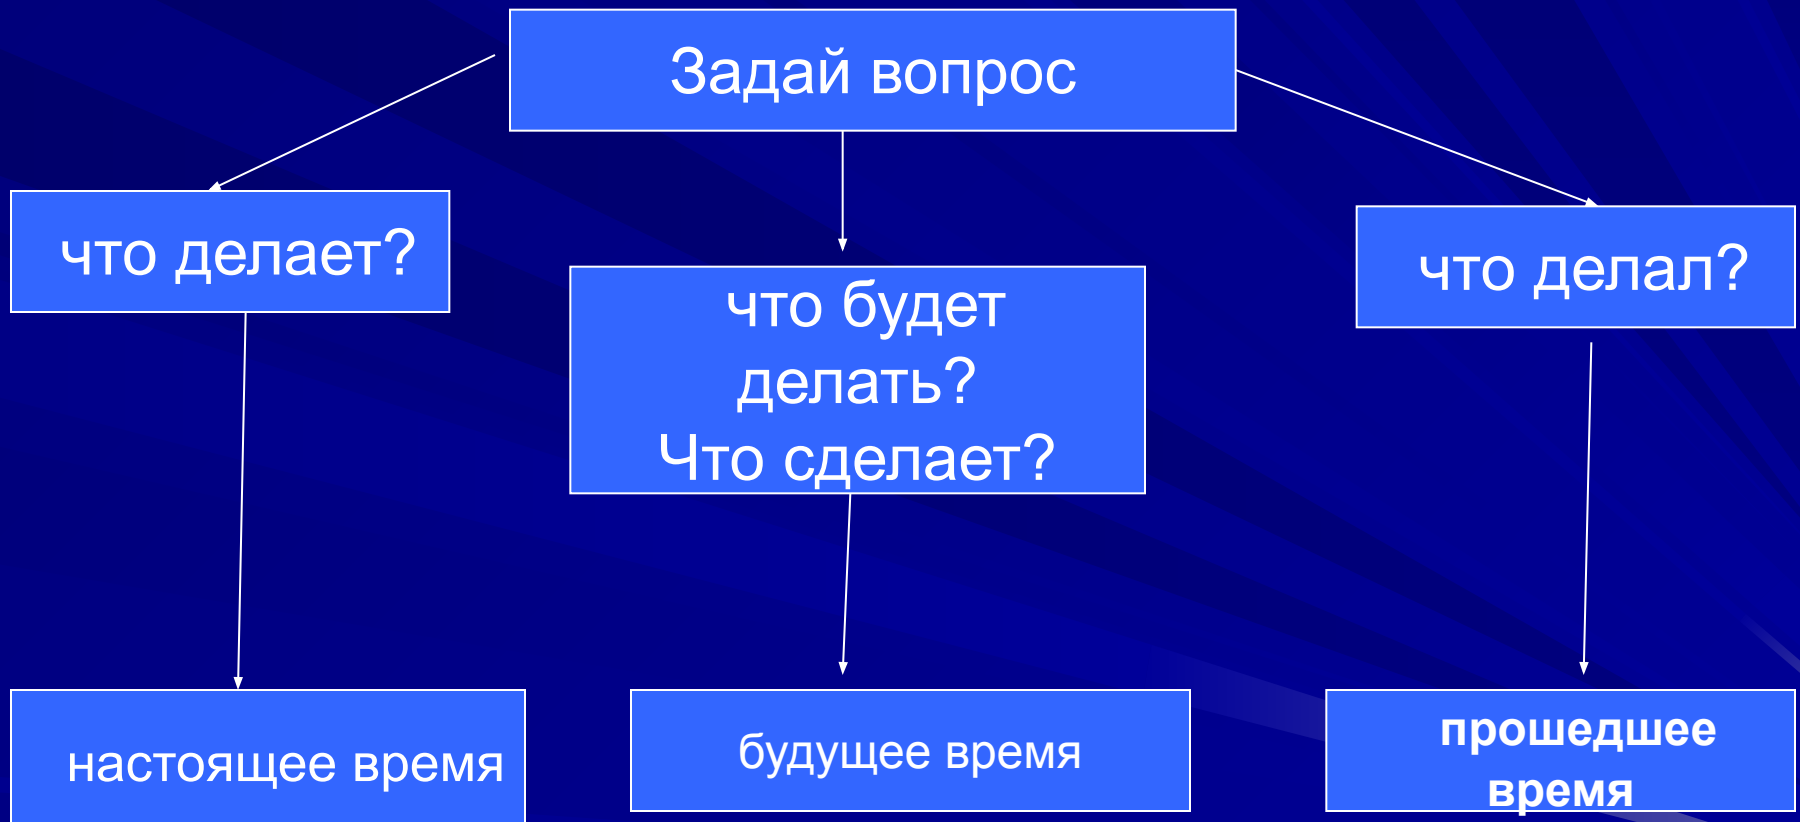 Задай вопрос
что делает?
что будет
делать?
Что сделает?
что делал?
настоящее время
будущее время
прошедшее
время